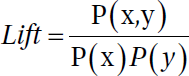 Lift = P(x,y) / P(x)P(y)